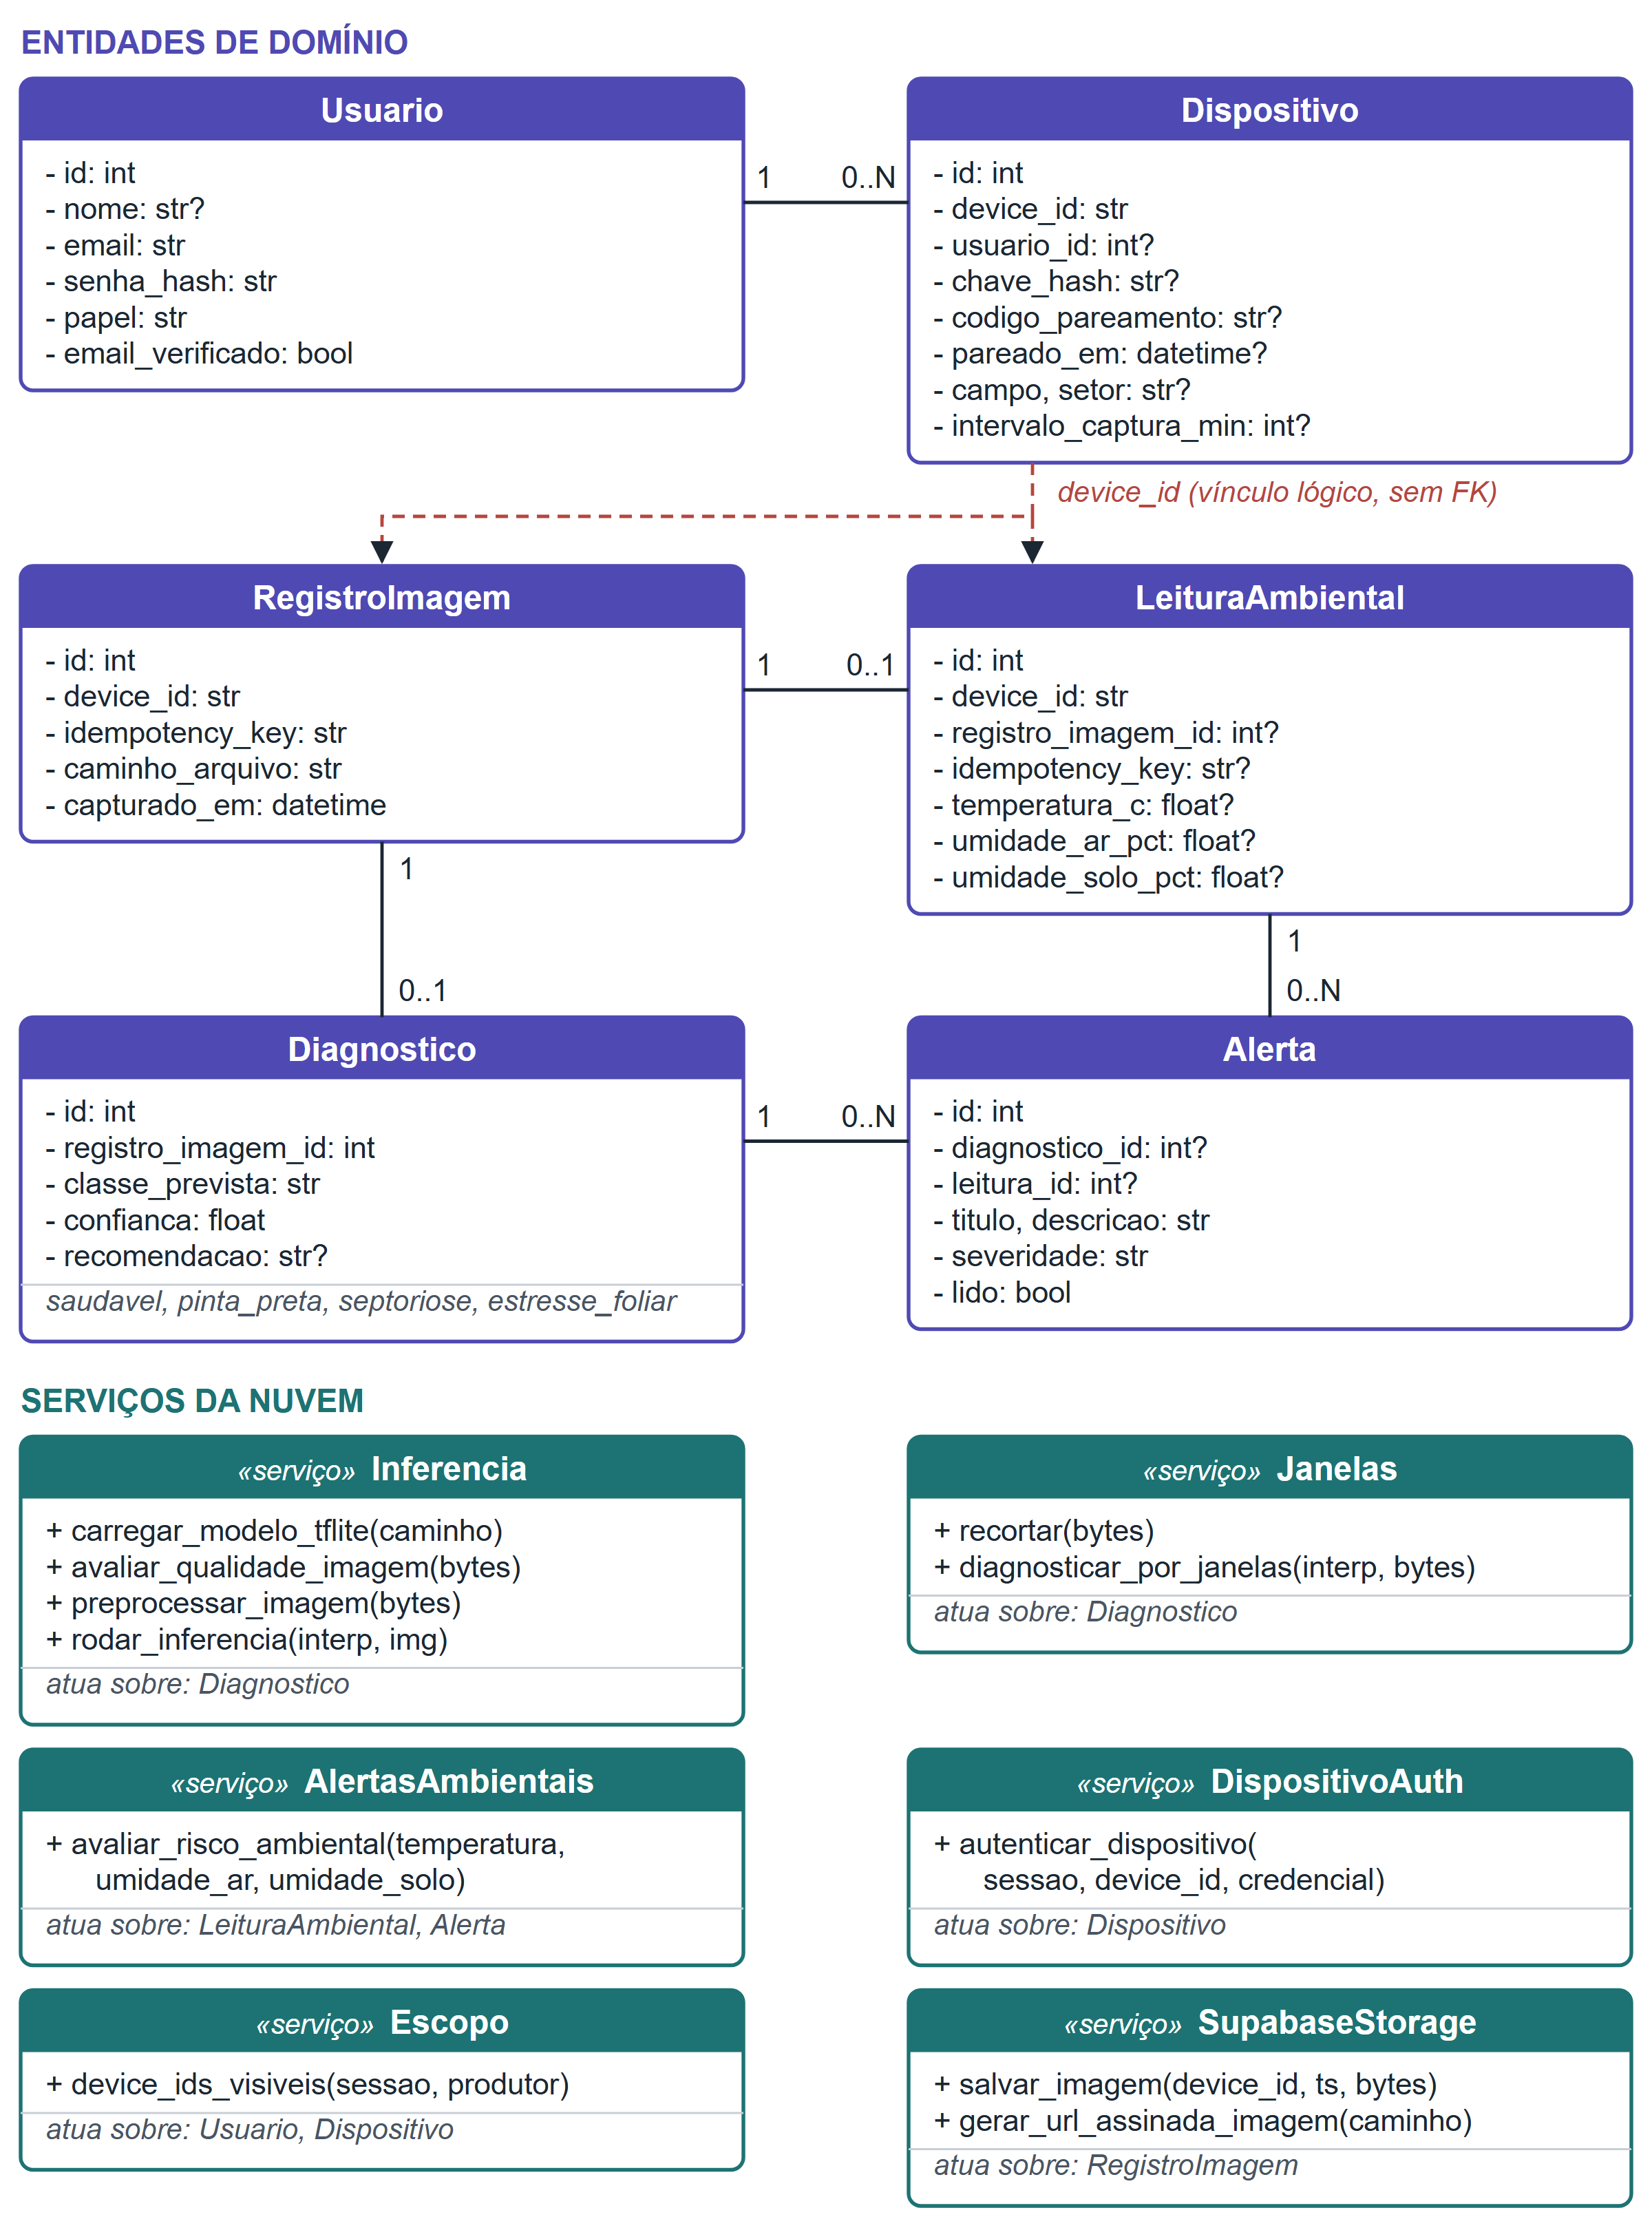 ENTIDADES DE DOMÍNIO
Usuario
- id: int
- nome: str?
- email: str
- senha_hash: str
- papel: str
- email_verificado: bool
1
0..N
Dispositivo
- id: int
- device_id: str
- usuario_id: int?
- chave_hash: str?
- codigo_pareamento: str?
- pareado_em: datetime?
- campo, setor: str?
- intervalo_captura_min: int?
device_id (vínculo lógico, sem FK)
RegistroImagem
- id: int
- device_id: str
- idempotency_key: str
- caminho_arquivo: str
- capturado_em: datetime
1
0..1
LeituraAmbiental
- id: int
- device_id: str
- registro_imagem_id: int?
- idempotency_key: str?
- temperatura_c: float?
- umidade_ar_pct: float?
- umidade_solo_pct: float?
1
0..1
1
0..N
Diagnostico
- id: int
- registro_imagem_id: int
- classe_prevista: str
- confianca: float
- recomendacao: str?
saudavel, pinta_preta, septoriose, estresse_foliar
1
0..N
Alerta
- id: int
- diagnostico_id: int?
- leitura_id: int?
- titulo, descricao: str
- severidade: str
- lido: bool
SERVIÇOS DA NUVEM
«serviço» Inferencia
+ carregar_modelo_tflite(caminho)
+ avaliar_qualidade_imagem(bytes)
+ preprocessar_imagem(bytes)
+ rodar_inferencia(interp, img)
atua sobre: Diagnostico
«serviço» Janelas
+ recortar(bytes)
+ diagnosticar_por_janelas(interp, bytes)
atua sobre: Diagnostico
«serviço» AlertasAmbientais
+ avaliar_risco_ambiental(temperatura,
umidade_ar, umidade_solo)
atua sobre: LeituraAmbiental, Alerta
«serviço» DispositivoAuth
+ autenticar_dispositivo(
sessao, device_id, credencial)
atua sobre: Dispositivo
«serviço» Escopo
+ device_ids_visiveis(sessao, produtor)
atua sobre: Usuario, Dispositivo
«serviço» SupabaseStorage
+ salvar_imagem(device_id, ts, bytes)
+ gerar_url_assinada_imagem(caminho)
atua sobre: RegistroImagem